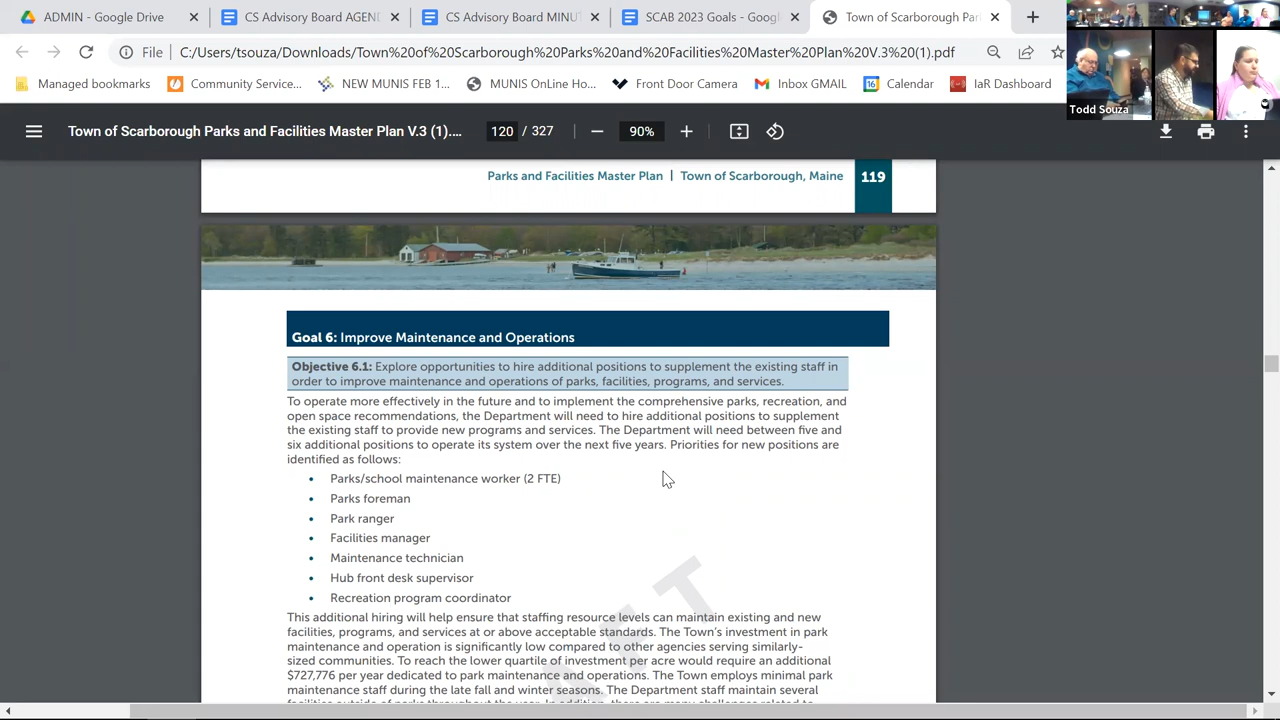 ADMIN - Google Drive
CS Advisory Board AGEN
CS Advisory Board M
SCAB 2023 Goals - Goog
Town of Scarborough Par
File C:/Users/tsouza/Downloads/Town%20of%20Scarborough%20Parks%20and%20Facilities%20Master%20Plan%20V.3%20(1).pdf
Managed bookmarks
Community Service...
NEWMUNIS FEB 1...
MUNIS OnLine Ho...
Front Door Camera
Inbox GMAIL
16 Calendar
IaR Dashboard
Todd Souza
Town of Scarborough Parks and Facilities Master Plan V.3 (1)....
120 / 327
90%
Parks and Facilities Master Plan | Town of Scarborough, Maine 119
Goal 6: Improve Maintenance and Operations
Objective 6.1: Explore opportunities to hire additional positions to supplement the existing staff in
order to improve maintenance and operations of parks, facilities, programs, and services.
To operate more effectively in the future and to implement the comprehensive parks, recreation, and
open space recommendations, the Department will need to hire additional positions to supplement
the existing staff to provide new programs and services. The Department will need between five and
six additional positions to operate its system over the next five years. Priorities for new positions are
identified as follows:
• Parks/school maintenance worker (2 FTE)
• Parks foreman
• Park ranger
• Facilities manager
• Maintenance technician
• Hub front desk supervisor
• Recreation program coordinator
This additional hiring will help ensure that staffing resource levels can maintain existing and new
facilities, programs, and services at or above acceptable standards. The Town's investment in park
maintenance and operation is significantly low compared to other agencies serving similarly-
sized communities. To reach the lower quartile of investment per acre would require an additional
$727,776 per year dedicated to park maintenance and operations. The Town employs minimal park
maintenance staff during the late fall and winter seasons. The Department staff maintain several